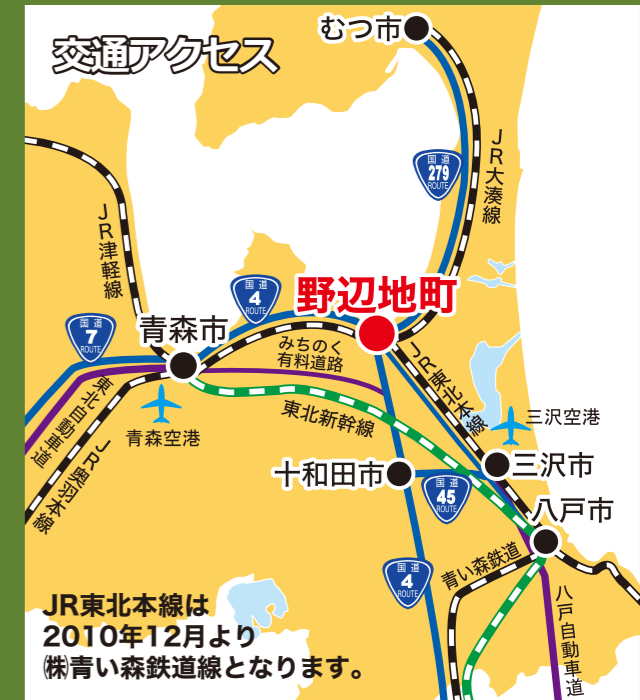 交通アクセス
むつ市
国道
279
ROUTE
JR大湊線
JR津軽線
国道
4
ROUTE
野辺地町
国道
7
ROUTE
青森市
みちのく
有料道路
JR東北本線
東北自動車道
青森空港
東北新幹線
三沢空港
JR奥羽本線
十和田市
三沢市
国道
45
ROUTE
八戸市
国道
4
ROUTE
青い森鉄道
八戸自動車道
JR東北本線は
2010年12月より
㈱青い森鉄道線となります。